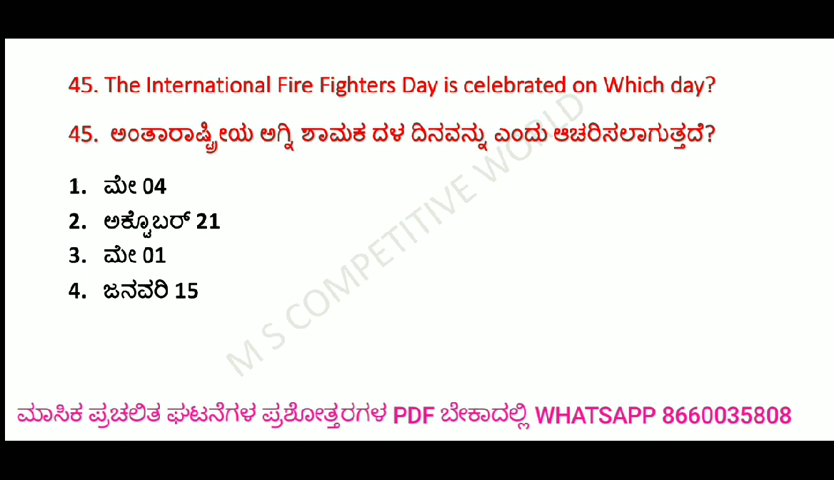 45. The International Fire Fighters Day is celebrated on Which day?
45. ಅಂತಾರಾಷ್ಟ್ರೀಯ ಅಗ್ನಿ ಶಾಮಕ ದಳ ದಿನವನ್ನು ಎಂದು ಆಚರಿಸಲಾಗುತ್ತದೆ?
1. ಮೇ 04
2. ಅಕ್ಟೊಬರ್ 21
3. ಮೇ 01
4. ಜನವರಿ 15
M S COMPETITIVE WORLD
ಮಾಸಿಕ ಪ್ರಚಲಿತ ಘಟನೆಗಳ ಪ್ರಶೋತ್ತರಗಳ PDF ಬೇಕಾದಲ್ಲಿ WHATSAPP 8660035808